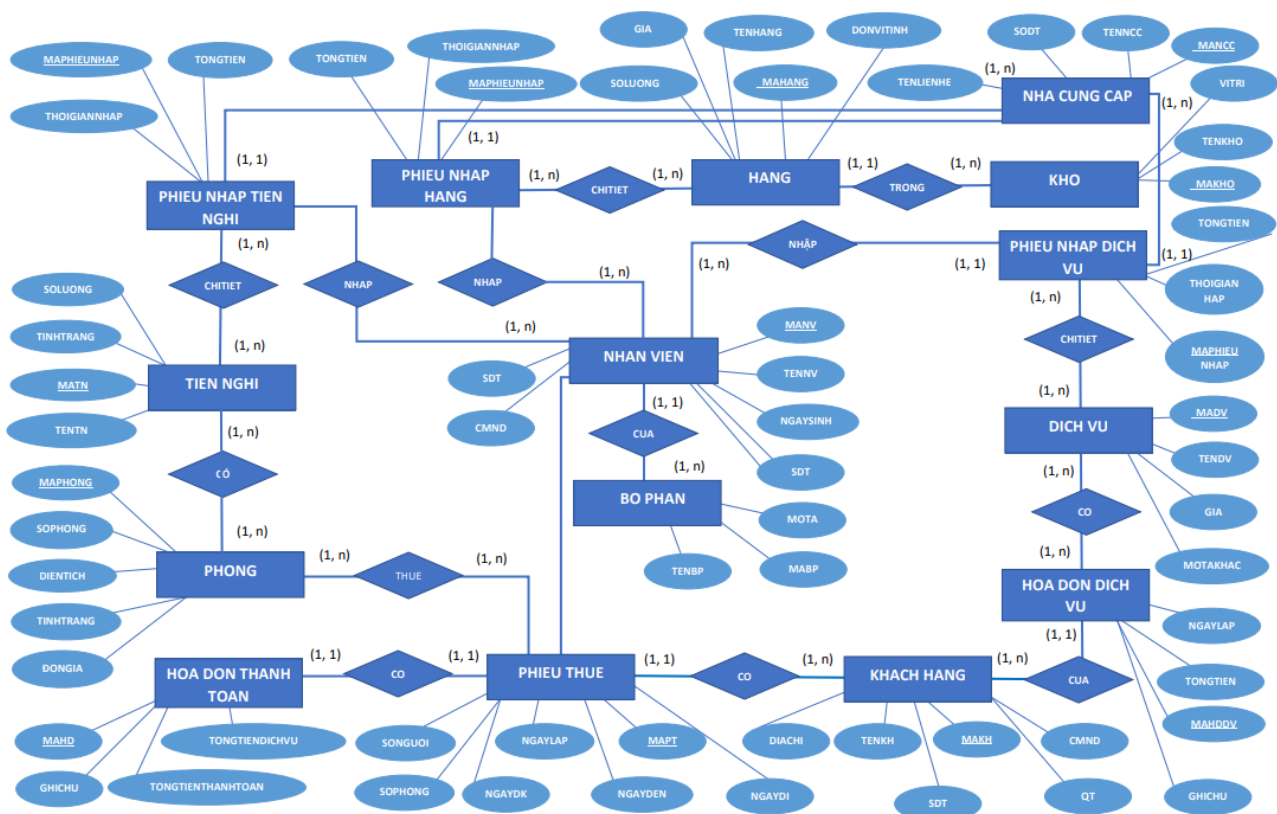 GIA
TENHANG
DONVITINH
SODT
TENNCC
MANCC
MAPHIEUNHAP
TONGTIEN
TONGTIEN
THOIGIANNHAP
MAPHIEUNHAP
SOLUONG
MAHANG
TENLIENHE
(1, n)
NHA CUNG CAP
(1, n)
VITRI
THOIGIANNHAP
(1, 1)
(1, 1)
TENKHO
PHIEU NHAP TIEN
NGHI
PHIEU NHAP
HANG
(1, n)
CHITIET
(1, n)
HANG
(1, 1)
TRONG
(1, n)
KHO
MAKHO
TONGTIEN
(1, n)
CHITIET
NHAP
NHAP
(1, n)
(1, n)
NHẬP
(1, 1)
PHIEU NHAP DICH
VU
(1, 1)
THOIGIAN
HAP
SOLUONG
TINHTRANG
MATN
TENTN
(1, n)
TIEN NGHI
(1, n)
(1, n)
NHAN VIEN
SDT
CMND
MANV
TENNV
NGAYSINH
SDT
(1, n)
CHITIET
MAPHIEU
NHAP
(1, n)
(1, 1)
CUA
(1, n)
DICH VU
MADV
TENDV
GIA
MOTAKHAC
CÓ
MAPHONG
SOPHONG
DIENTICH
TINHTRANG
ĐONGIA
(1, n)
PHONG
(1, n)
THUE
(1, n)
BO PHAN
MOTA
TENBP
MABP
(1, n)
CO
(1, n)
HOA DON DICH
VU
NGAYLAP
TONGTIEN
MAHDDV
GHICHU
(1, 1)
HOA DON THANH
TOAN
(1, 1)
CO
(1, 1)
PHIEU THUE
(1, 1)
CO
(1, n)
KHACH HANG
(1, n)
CUA
MAHD
TONGTIENDICHVU
GHICHU
TONGTIENTHANHTOAN
SONGUOI
NGAYLAP
MAPT
SOPHONG
NGAYDK
NGAYDEN
NGAYDI
DIACHI
TENKH
MAKH
CMND
SDT
QT